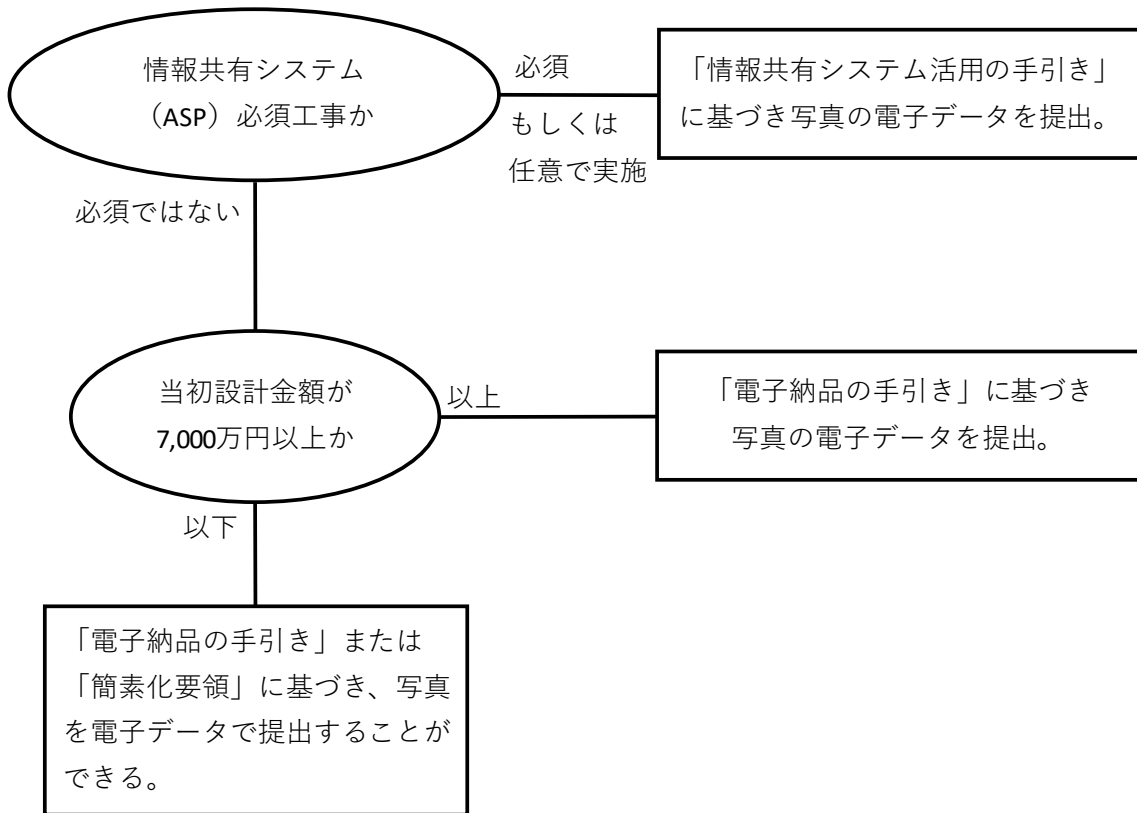 情報共有システム
（ASP）必須工事か
必須
もしくは
任意で実施
「情報共有システム活用の手引き」
に基づき写真の電子データを提出。
必須ではない
当初設計金額が
7,000万円以上か
以上
「電子納品の手引き」に基づき
写真の電子データを提出。
以下
「電子納品の手引き」または
「簡素化要領」に基づき、写真
を電子データで提出することが
できる。